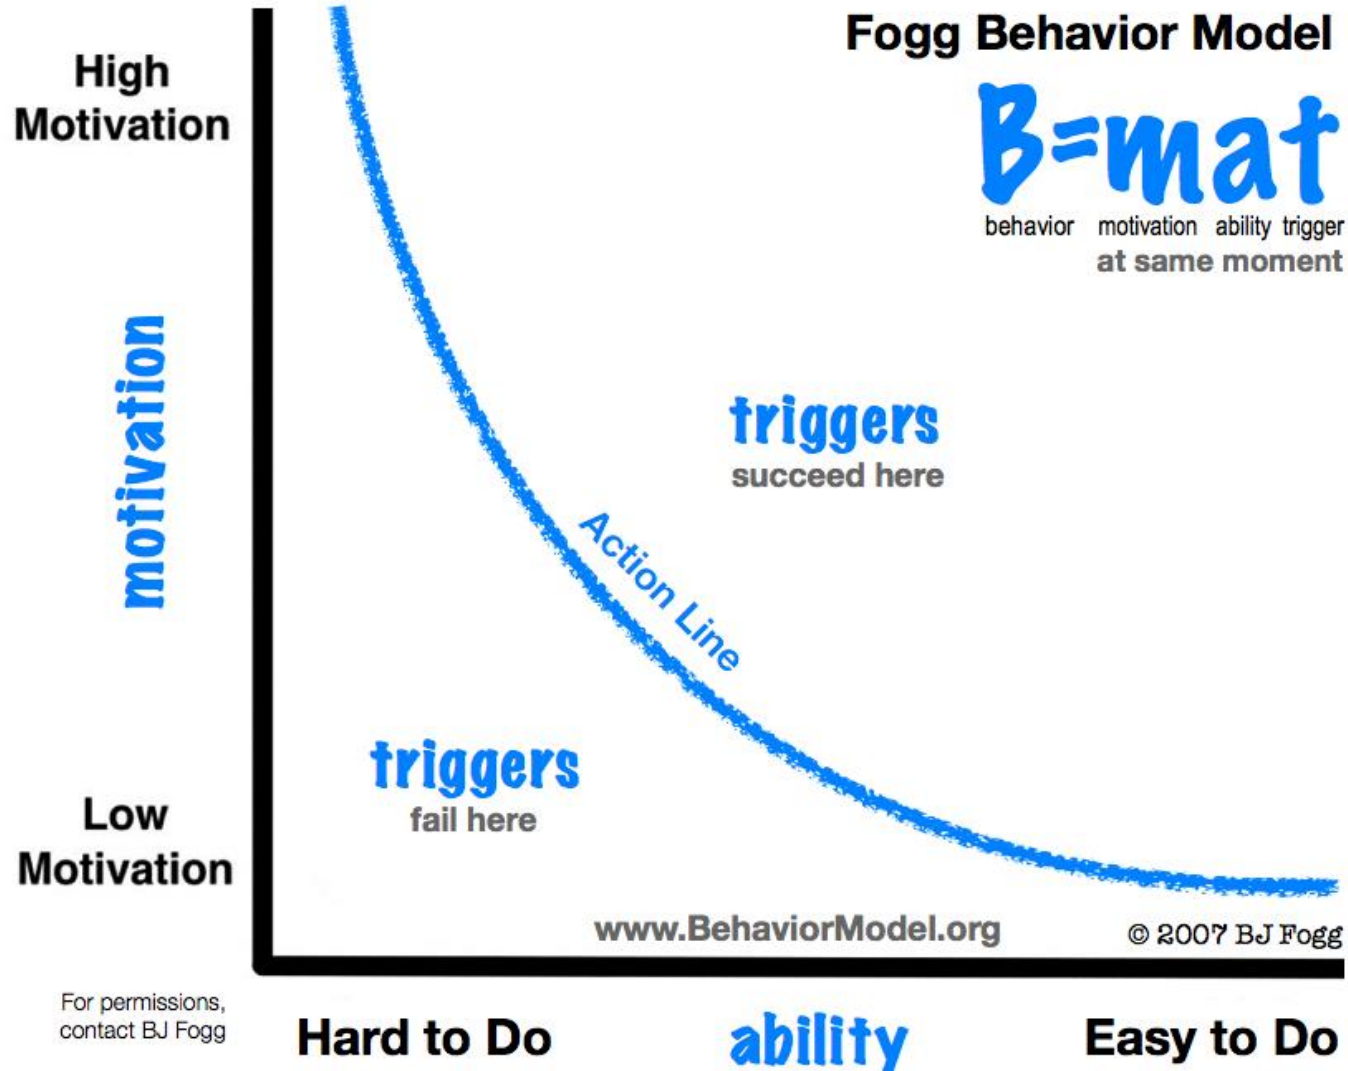 Fogg Behavior Model
B=mat
behavior motivation ability trigger
at same moment
High
Motivation
motivation
triggers
succeed here
Action Line
triggers
fail here
Low
Motivation
www.BehaviorModel.org
© 2007 BJ Fogg
For permissions,
contact BJ Fogg
Hard to Do
ability
Easy to Do